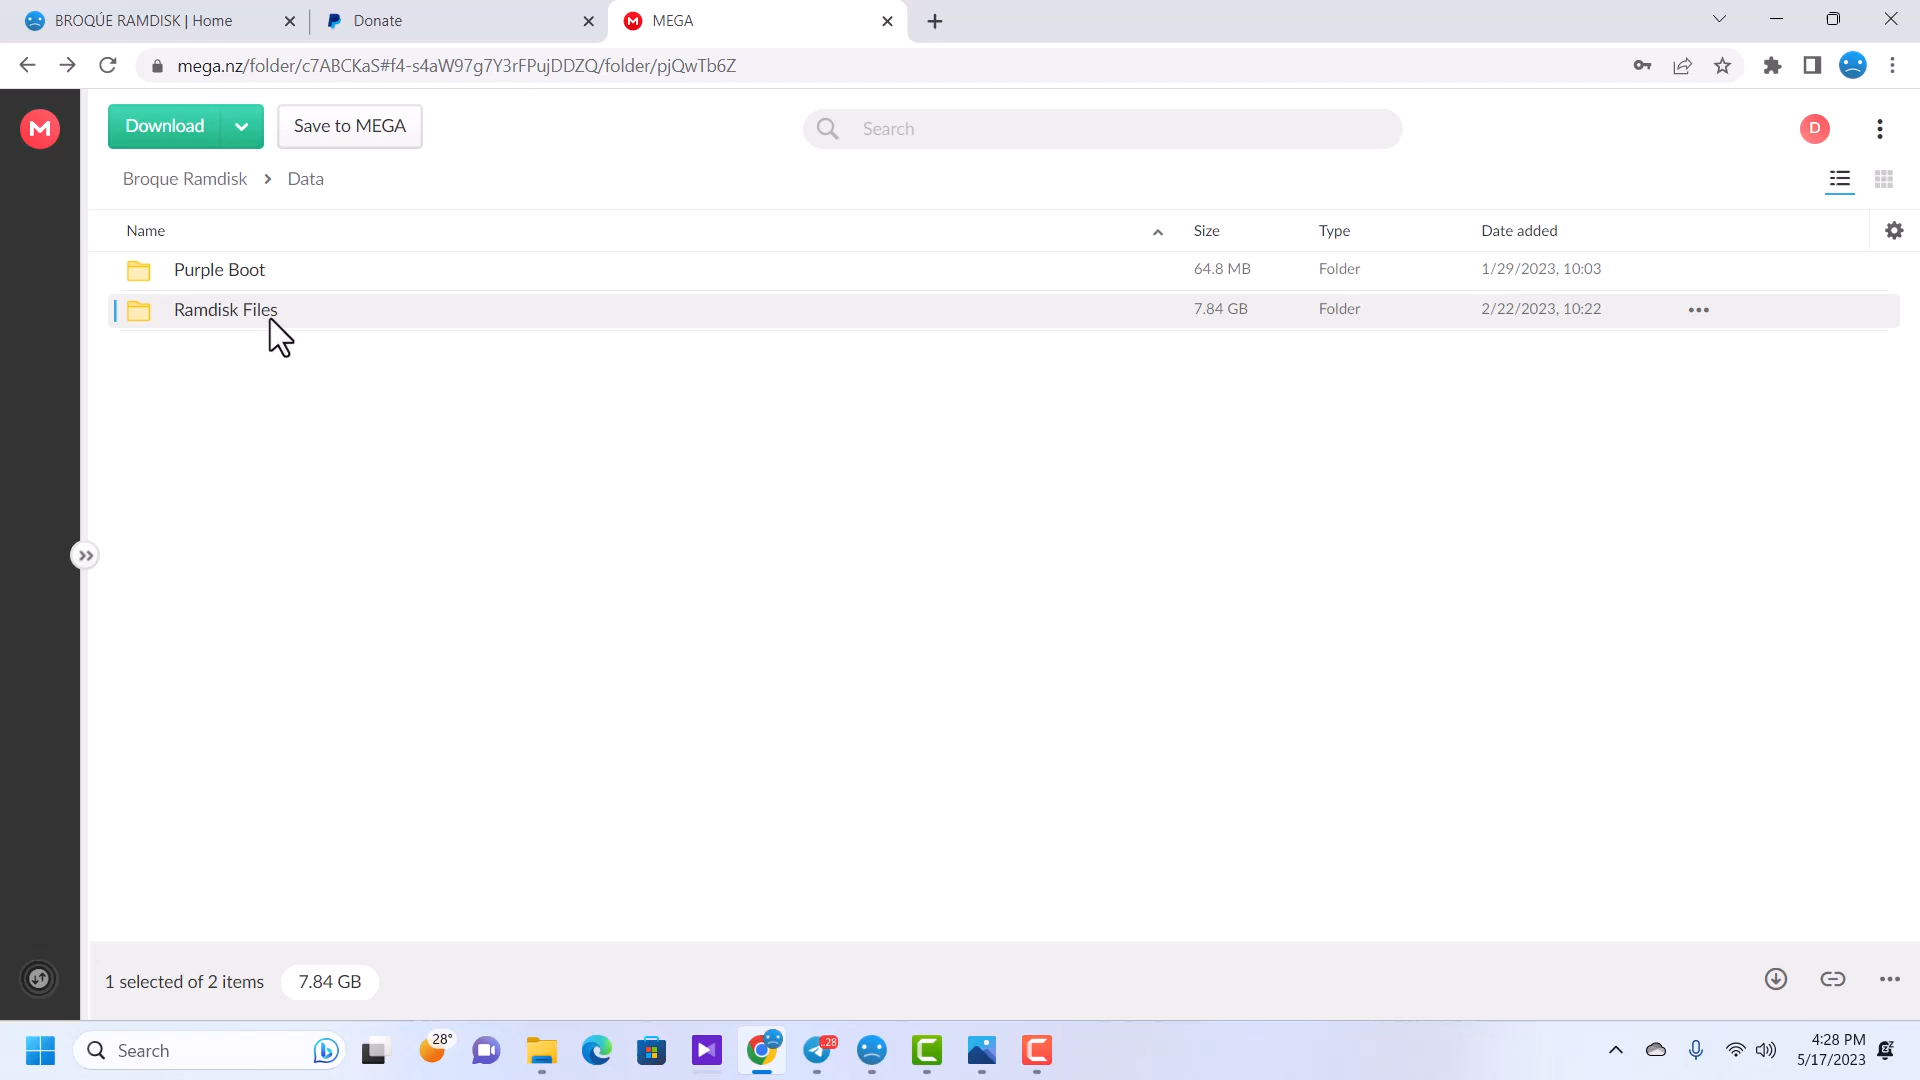 BROQÚE RAMDISK | Home
Donate
MEGA
mega.nz/folder/c7ABCKaS#f4-s4aW97g7Y3rFPujDDZQ/folder/pjQwTb6Z
M
Download
Save to MEGA
Search
D
Broque Ramdisk
Data
Name
Size
Type
Date added
Purple Boot
64.8 MB
Folder
1/29/2023, 10:03
Ramdisk Files
7.84 GB
Folder
2/22/2023, 10:22
1 selected of 2 items
7.84 GB
Search
28°
..28
4:28 PM
5/17/2023